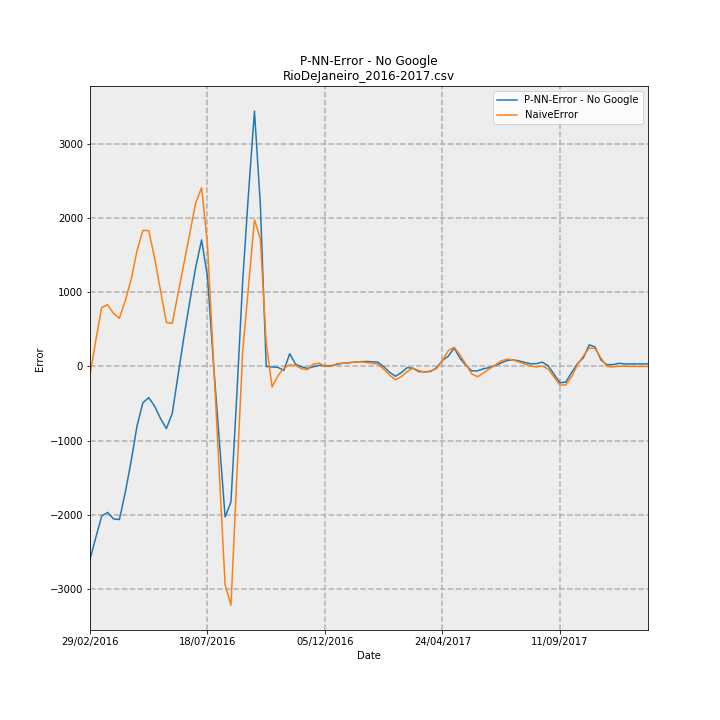 P-NN-Error - No Google
RioDeJaneiro_2016-2017.csv
P-NN-Error - No Google
NaiveError
3000
2000
1000
0
−1000
−2000
−3000
Error
29/02/2016 18/07/2016 05/12/2016 24/04/2017 11/09/2017
Date